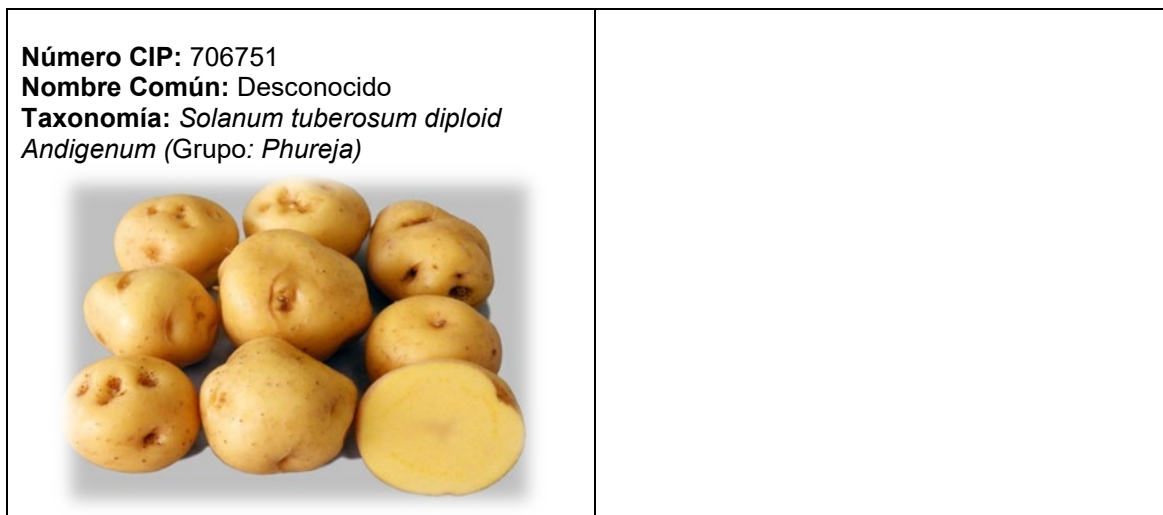 Número CIP: 706751
Nombre Común: Desconocido
Taxonomía: Solanum tuberosum diploid
Andigenum (Grupo: Phureja)